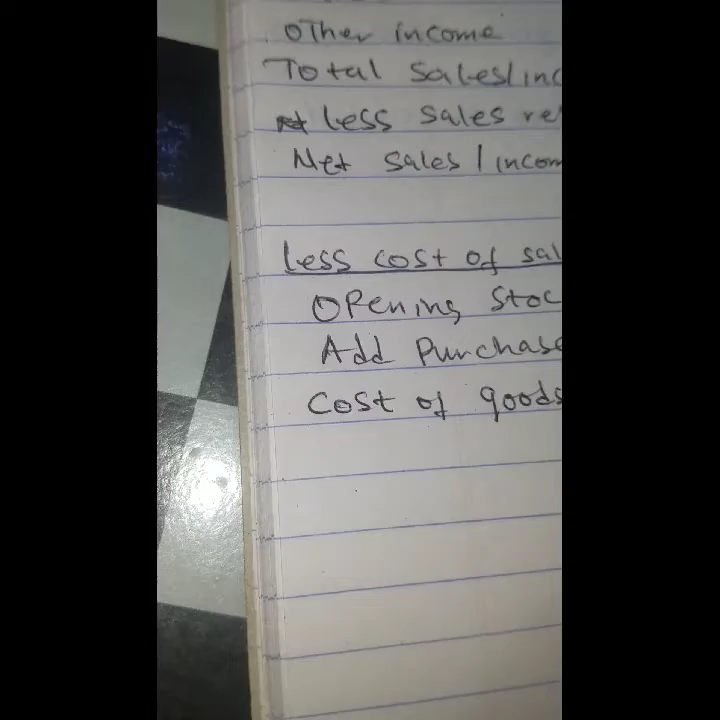 Other income
Total Sales/inc
Less sales re
Net sales/incom
Less cost of sal
Opening Stoc
Add Purchase
Cost of goods